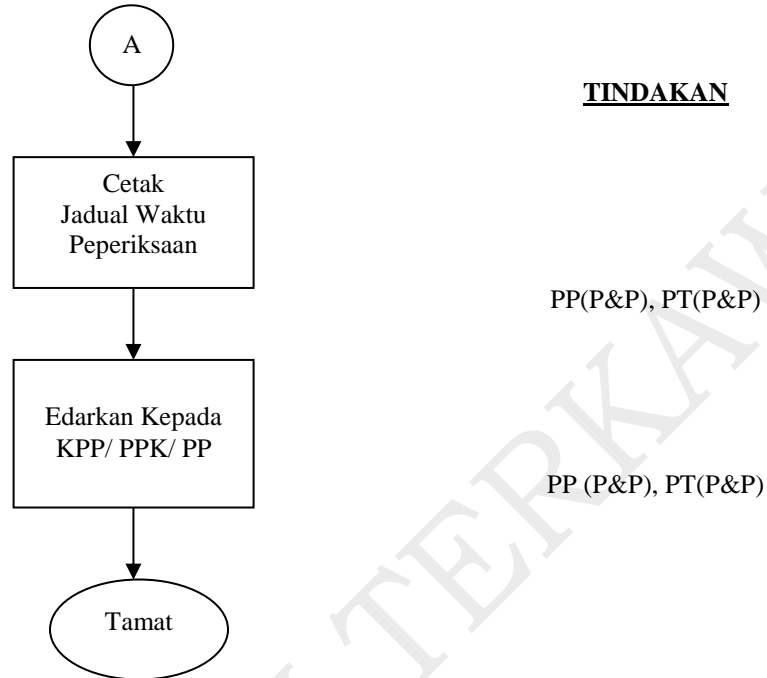 A
TINDAKAN
Cetak
Jadual Waktu
Peperiksaan
PP(P&P), PT(P&P)
Edarkan Kepada
KPP/ PPK/ PP
PP (P&P), PT(P&P)
Tamat